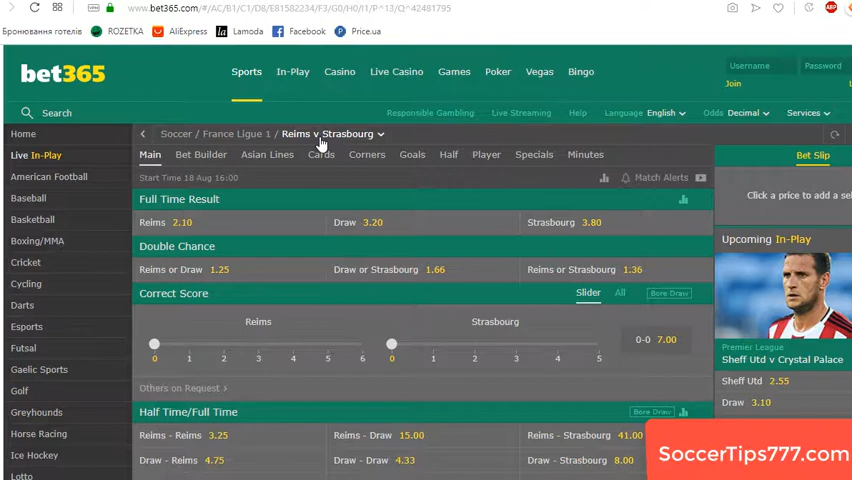 www.bet365.com/#/AC/B1/C1/D8/E81582234/F3/G0/H0/I1/P^13/Q^42481795
ABP
Бронювання готелів ROZETKA AliExpress la Lamoda Facebook P Price.ua
bet365 Sports In-Play Casino Live Casino Games Poker Vegas Bingo Username Password
Join
Search Responsible Gambling Live Streaming Help Language English Odds Decimal Services
Home Soccer / France Ligue 1 / Reims v Strasbourg
Live In-Play Main Bet Builder Asian Lines Cards Corners Goals Half Player Specials Minutes Bet Slip
American Football Start Time 18 Aug 16:00 Match Alerts
Baseball Full Time Result Click a price to add a sel
Basketball Reims 2.10 Draw 3.20 Strasbourg 3.80
Boxing/MMA Double Chance Upcoming In-Play
Cricket Reims or Draw 1.25 Draw or Strasbourg 1.66 Reims or Strasbourg 1.36
Cycling Correct Score Slider All Bore Draw
Darts Reims Strasbourg
Esports 0-0 7.00
Futsal 0 1 2 3 4 5 6 0 1 2 3 4 5 Premier League
Gaelic Sports Sheff Utd v Crystal Palace
Golf Others on Request Sheff Utd 2.55
Greyhounds Half Time/Full Time Bore Draw Draw 3.10
Horse Racing Reims - Reims 3.25 Reims - Draw 15.00 Reims - Strasbourg 41.00
Ice Hockey Draw - Reims 4.75 Draw - Draw 4.33 Draw - Strasbourg 8.00 SoccerTips777.com
Lotto